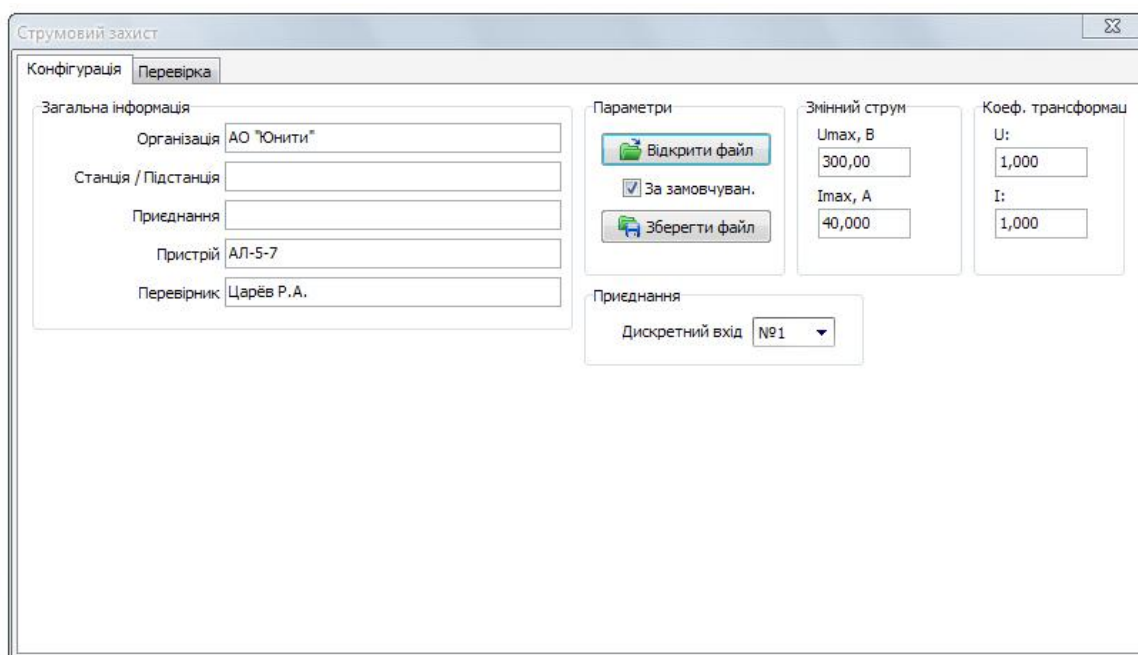 Струмовий захист
Конфігурація Перевірка
Загальна інформація
Організація АО "Юнити"
Станція / Підстанція
Приєднання
Пристрій АЛ-5-7
Перевірник Царёв Р.А.
Параметри
Відкрити файл
За замовчуван.
Зберегти файл
Змінний струм
Umax, В
300,00
Imax, А
40,000
Коеф. трансформац
U:
1,000
I:
1,000
Приєднання
Дискретний вхід №1